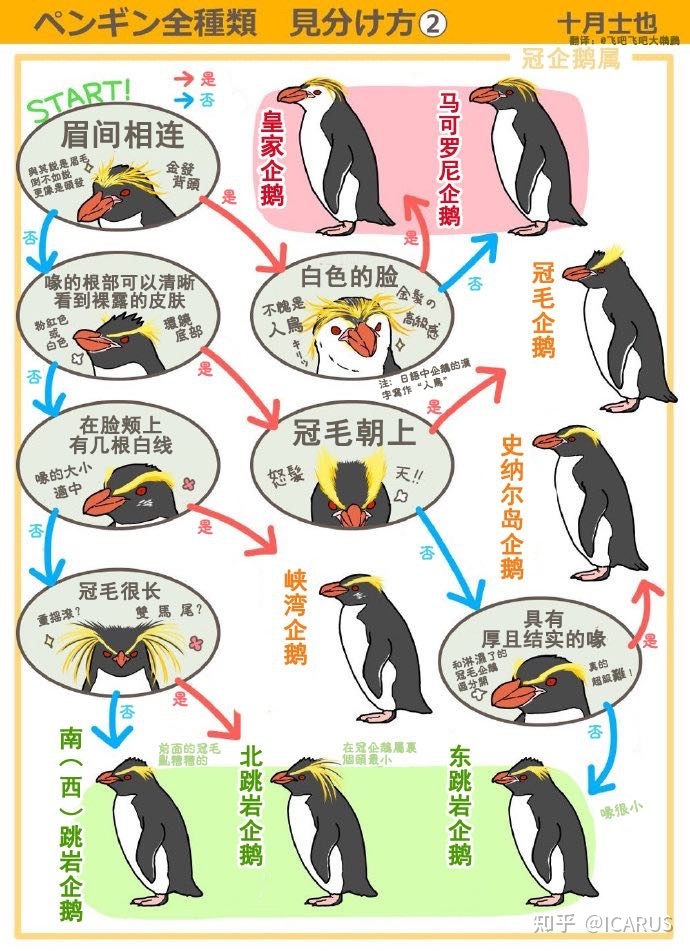 ペンギン全種類 見分け方② 十月士也
翻译：@飞吧飞吧大鹏鹏
冠企鹅属
START!
→ 是
→ 否
眉间相连
與其說是眉毛
倒不如說
更像是頭發
金發
背頭
是
否
皇家企鹅
马可罗尼企鹅
是
否
白色的脸
不愧是
人鳥
キリッ
金髮の
高級感
注：日語中企鵝的漢
字寫作“人鳥”
喙的根部可以清晰
看到裸露的皮肤
粉紅色
或
白色
環繞
底部
是
否
冠毛企鹅
在脸颊上
有几根白线
喙的大小
適中
是
否
冠毛朝上
怒髮
天!!
是
否
史纳尔岛企鹅
峡湾企鹅
冠毛很长
重搖滾？
雙馬尾？
否
是
具有
厚且结实的喙
和淋濕了的
冠毛企鵝
區分開
真的
超級難！
是
否
南（西）跳岩企鹅
前面的冠毛
亂糟糟的
北跳岩企鹅
在冠企鵝屬裏
個頭最小
东跳岩企鹅
喙很小
知乎 @ICARUS